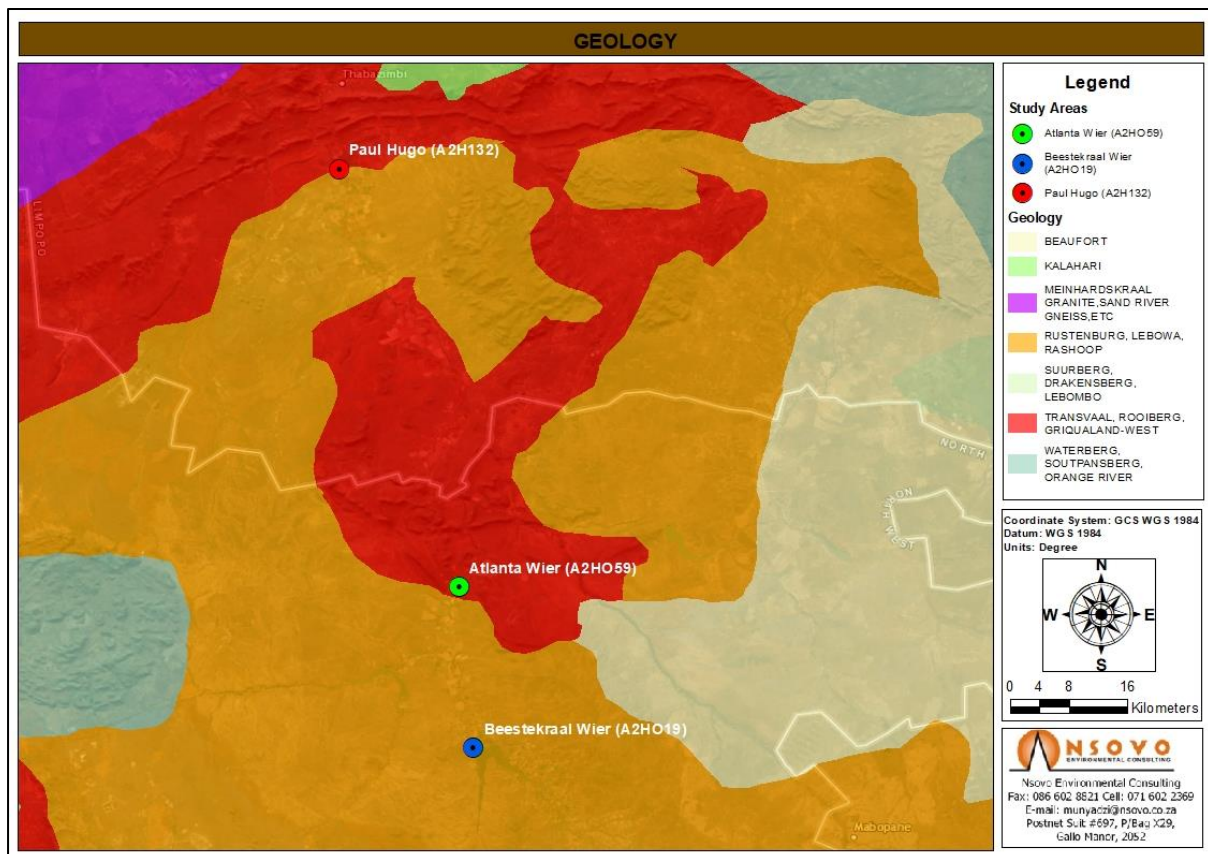 GEOLOGY
Thabazimbi
Paul Hugo (A2H132)
LIMPOPO
NORTH
NORTH WEST
Atlanta Wier (A2HO59)
Beestekraal Wier (A2HO19)
Mabopane
Legend
Study Areas
Atlanta Wier (A2HO59)
Beestekraal Wier
(A2HO19)
Paul Hugo (A2H132)
Geology
BEAUFORT
KALAHARI
MEINHARDSKRAAL
GRANITE,SAND RIVER
GNEISS,ETC
RUSTENBURG, LEBOWA,
RASHOOP
SUURBERG,
DRAKENSBERG,
LEBOMBO
TRANSVAAL, ROOIBERG,
GRIQUALAND-WEST
WATERBERG,
SOUTPANSBERG,
ORANGE RIVER
Coordinate System: GCS WGS 1984
Datum: WGS 1984
Units: Degree
N
W E
S
0 4 8 16
Kilometers
NSOVO
ENVIRONMENTAL CONSULTING
Nsovo Environmental Consulting
Fax: 086 602 8821 Cell: 071 602 2369
E-mail: munyadzi@nsovo.co.za
Postnet Suit #697, P/Bag X29,
Gallo Manor, 2052